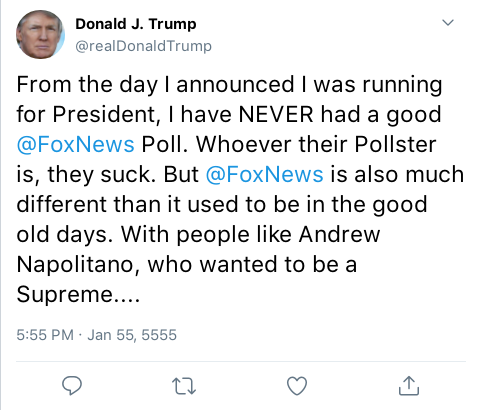 Donald J. Trump
@realDonaldTrump
From the day I announced I was running
for President, I have NEVER had a good
@FoxNews Poll. Whoever their Pollster
is, they suck. But @FoxNews is also much
different than it used to be in the good
old days. With people like Andrew
Napolitano, who wanted to be a
Supreme....
5:55 PM · Jan 55, 5555